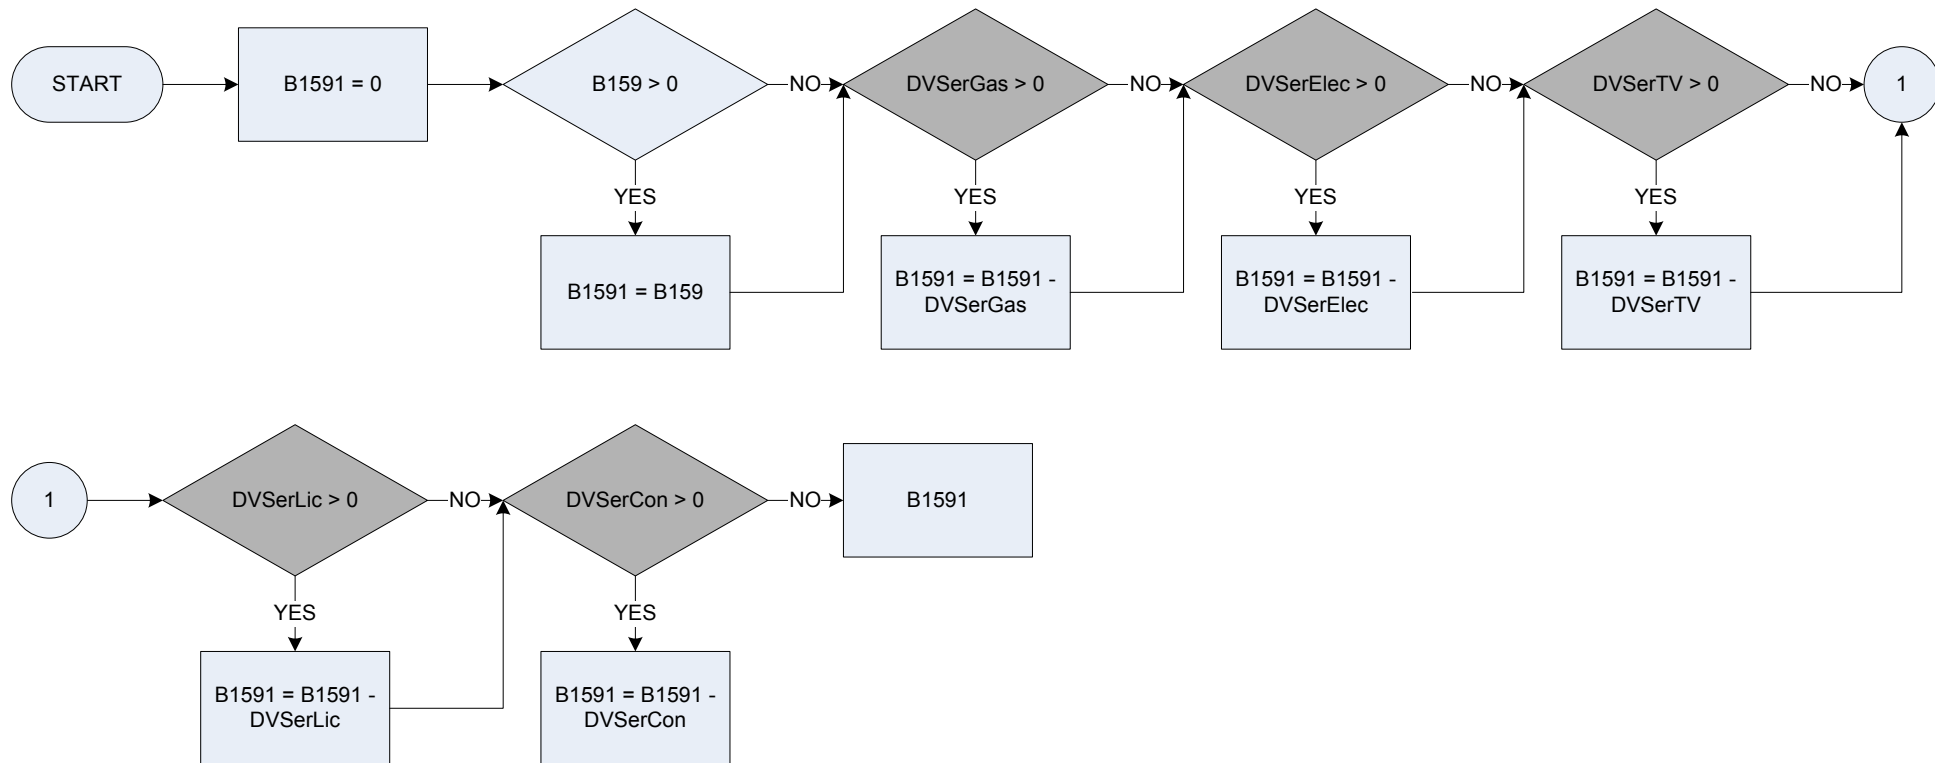 START
B1591 = 0
B159 > 0
NO
DVSerGas > 0
NO
DVSerElec > 0
NO
DVSerTV > 0
NO
1
YES
YES
YES
YES
B1591 = B159
B1591 = B1591 -
DVSerGas
B1591 = B1591 -
DVSerElec
B1591 = B1591 -
DVSerTV
1
DVSerLic > 0
NO
DVSerCon > 0
NO
B1591
YES
YES
B1591 = B1591 -
DVSerLic
B1591 = B1591 -
DVSerCon